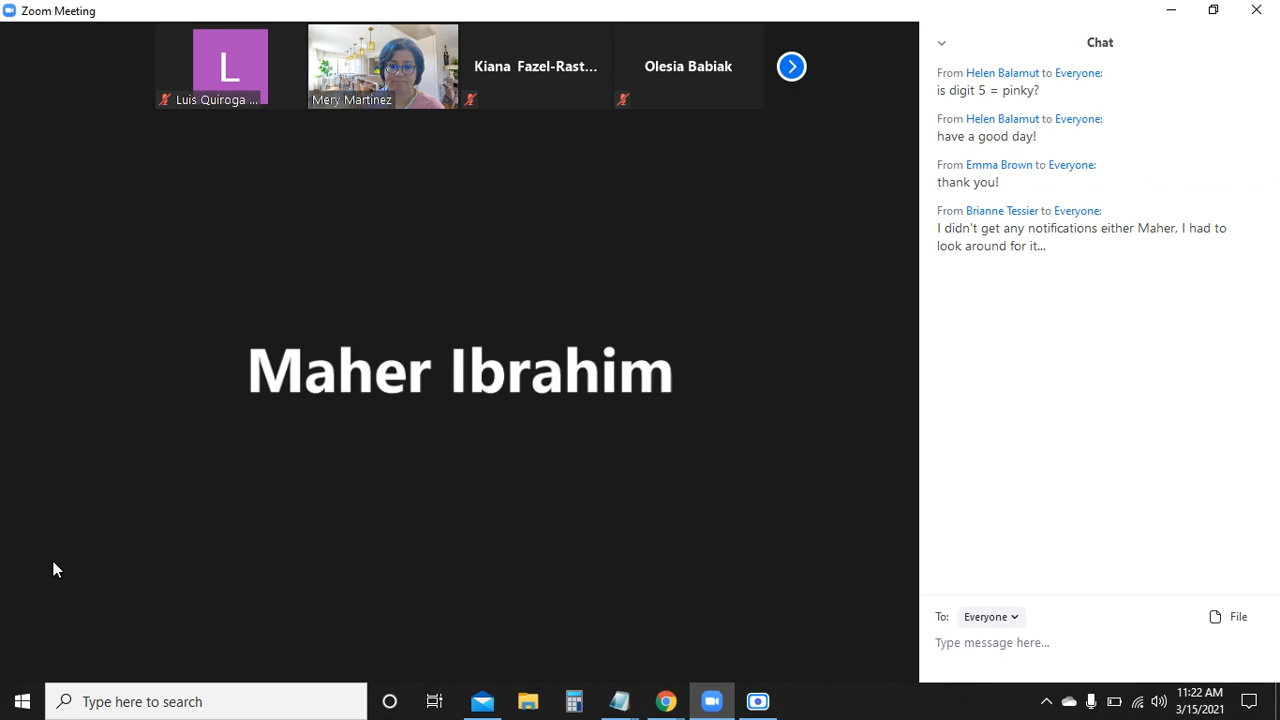 Zoom Meeting
L
Luis Quiroga ...
Mery Martinez
Kiana Fazel-Rast...
Olesia Babiak
Maher Ibrahim
Chat
From Helen Balamut to Everyone:
is digit 5 = pinky?
From Helen Balamut to Everyone:
have a good day!
From Emma Brown to Everyone:
thank you!
From Brianne Tessier to Everyone:
I didn't get any notifications either Maher, I had to
look around for it...
To: Everyone File
Type message here...
Type here to search
11:22 AM
3/15/2021